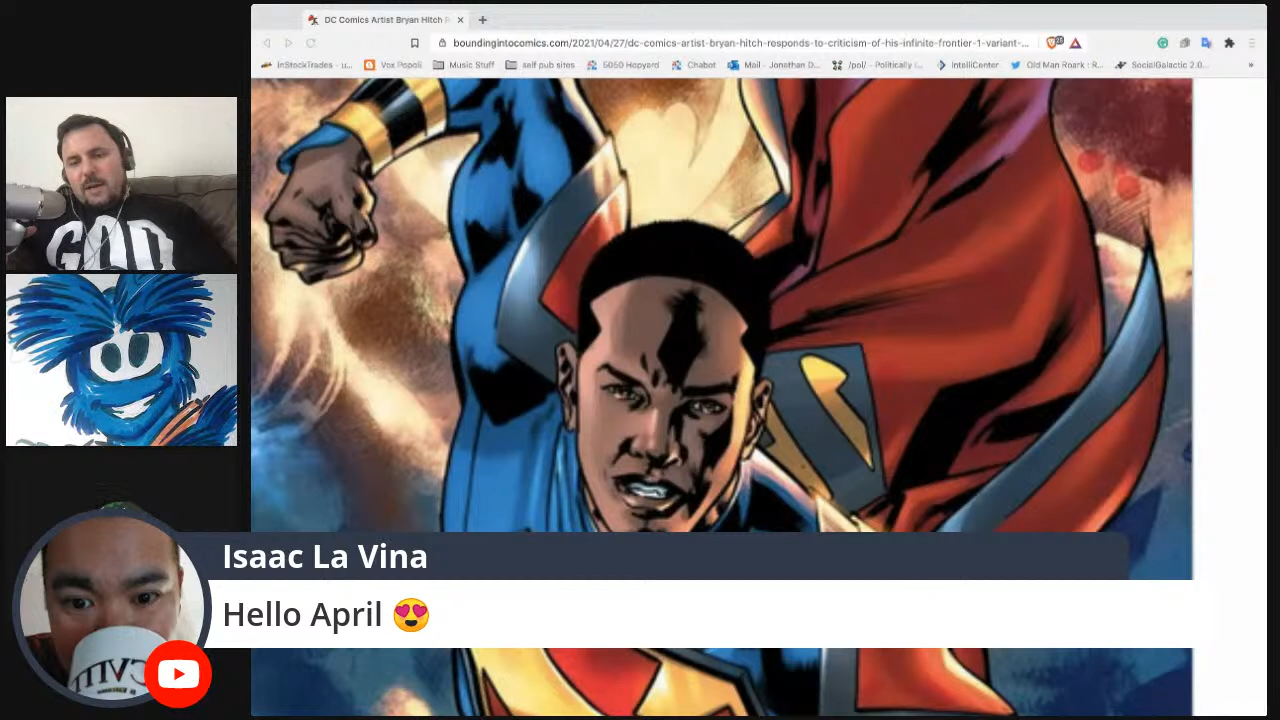 DC Comics Artist Bryan Hitch R
boundingintocomics.com/2021/04/27/dc-comics-artist-bryan-hitch-responds-to-criticism-of-his-infinite-frontier-1-variant-...
InStockTrades - u...
Vox Popoli
Music Stuff
self pub sites
5050 Hopyard
Chabot
Mail - Jonathan D...
/pol/ - Politically i...
IntelliCenter
Old Man Roark : R...
SocialGalactic 2.0...
»
GOD
Isaac La Vina
Hello April 😍